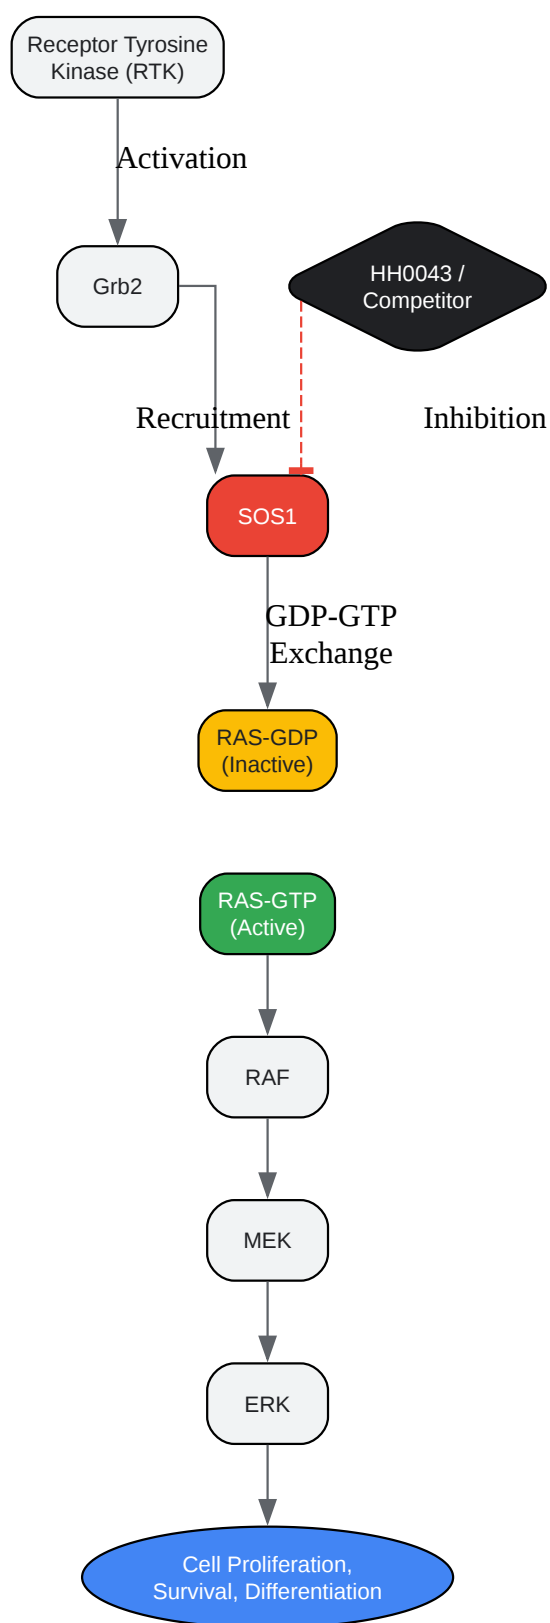 Receptor Tyrosine
Kinase (RTK)
Activation
Grb2
HH0043 /
Competitor
Recruitment
Inhibition
SOS1
GDP-GTP
Exchange
RAS-GDP
(Inactive)
RAS-GTP
(Active)
RAF
MEK
ERK
Cell Proliferation,
Survival, Differentiation